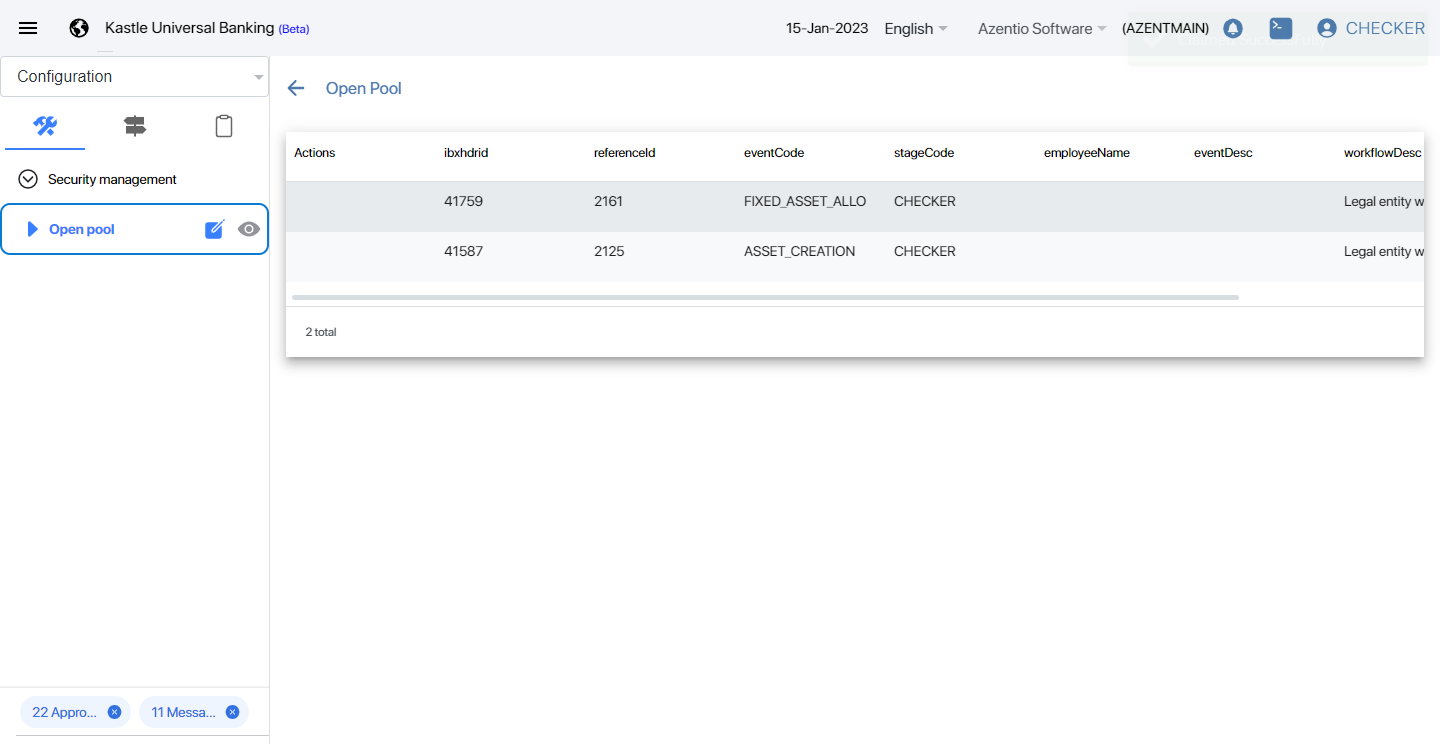 Kastle Universal Banking (Beta) 15-Jan-2023 English Azentio Software (AZENTMAIN) CHECKER
Configuration
Open Pool
Security management
Open pool
Actions ibxhdrid referenceId eventCode stageCode employeeName eventDesc workflowDesc
41759 2161 FIXED_ASSET_ALLO CHECKER Legal entity w
41587 2125 ASSET_CREATION CHECKER Legal entity w
2 total
22 Appro... 11 Messa...